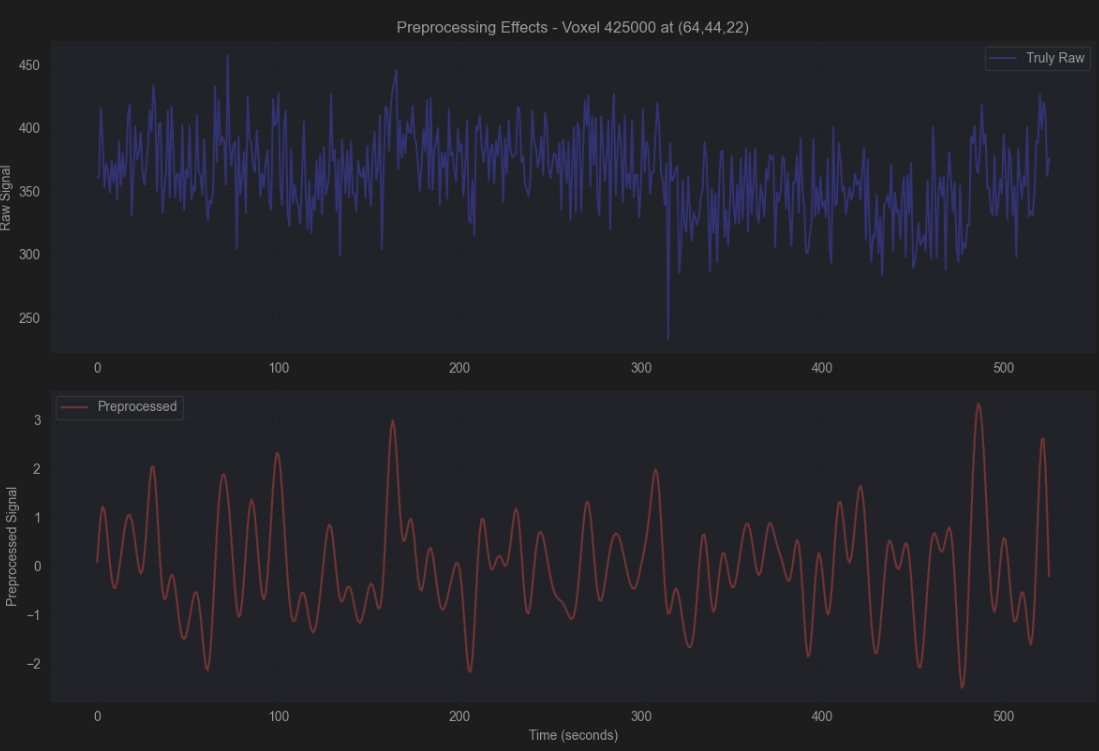 Preprocessing Effects - Voxel 425000 at (64,44,22)
Truly Raw
Raw Signal
450
400
350
300
250
0 100 200 300 400 500
Preprocessed
Preprocessed Signal
3
2
1
0
−1
−2
0 100 200 300 400 500
Time (seconds)